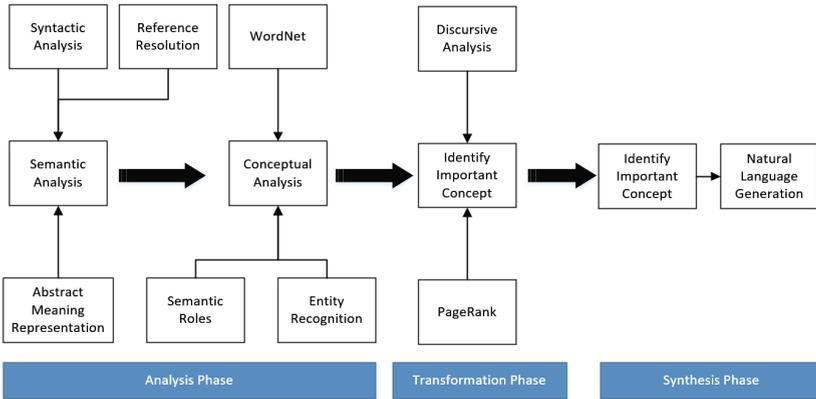 Syntactic
Analysis
Reference
Resolution
WordNet
Discursive
Analysis
Semantic
Analysis
Conceptual
Analysis
Identify
Important
Concept
Identify
Important
Concept
Natural
Language
Generation
Abstract
Meaning
Representation
Semantic
Roles
Entity
Recognition
PageRank
Analysis Phase
Transformation Phase
Synthesis Phase